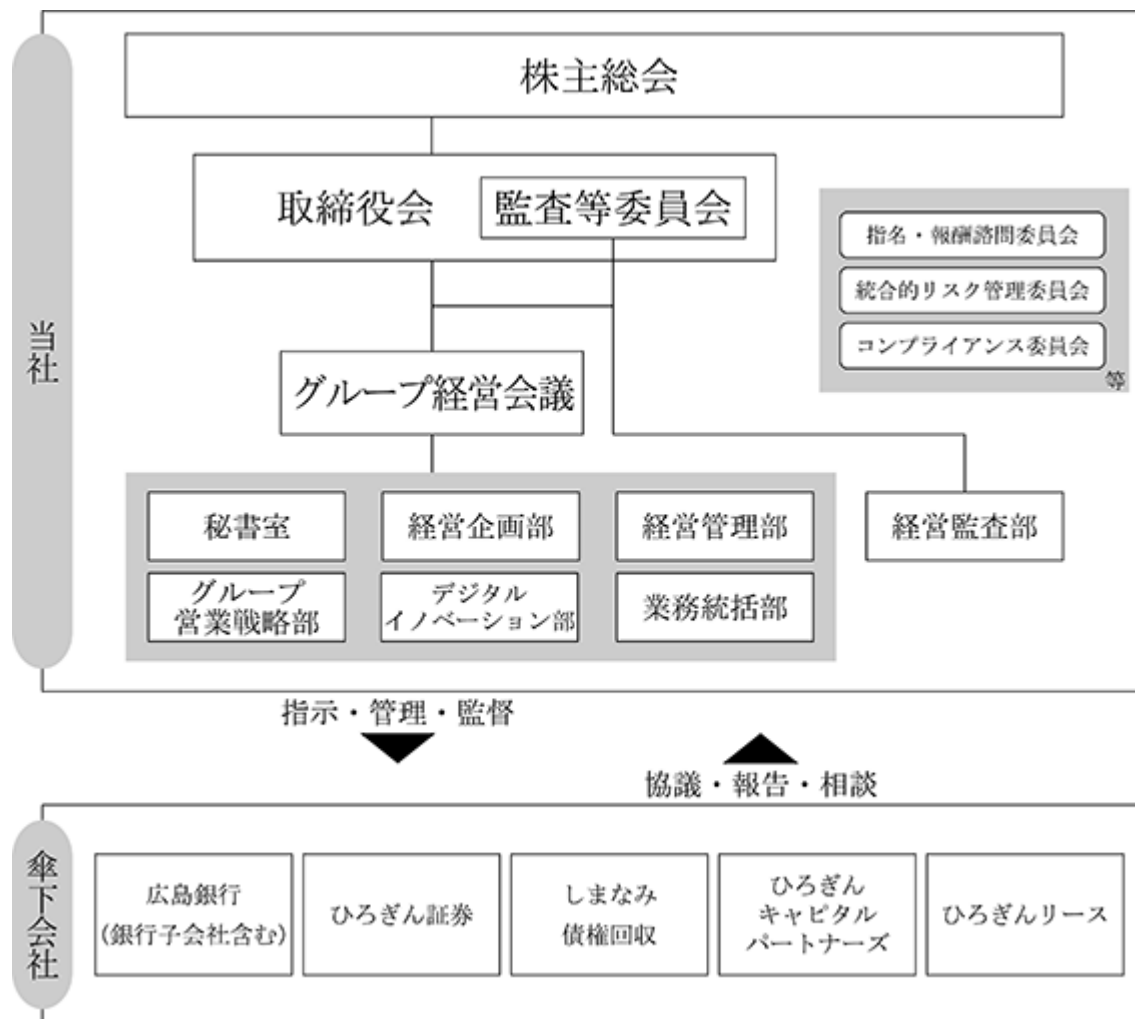 当社
株主総会
取締役会
監査等委員会
指名・報酬諮問委員会
統合的リスク管理委員会
コンプライアンス委員会
等
グループ経営会議
秘書室
経営企画部
経営管理部
経営監査部
グループ
営業戦略部
デジタル
イノベーション部
業務統括部
指示・管理・監督
協議・報告・相談
傘下会社
広島銀行
(銀行子会社含む)
ひろぎん証券
しまなみ
債権回収
ひろぎん
キャピタル
パートナーズ
ひろぎんリース